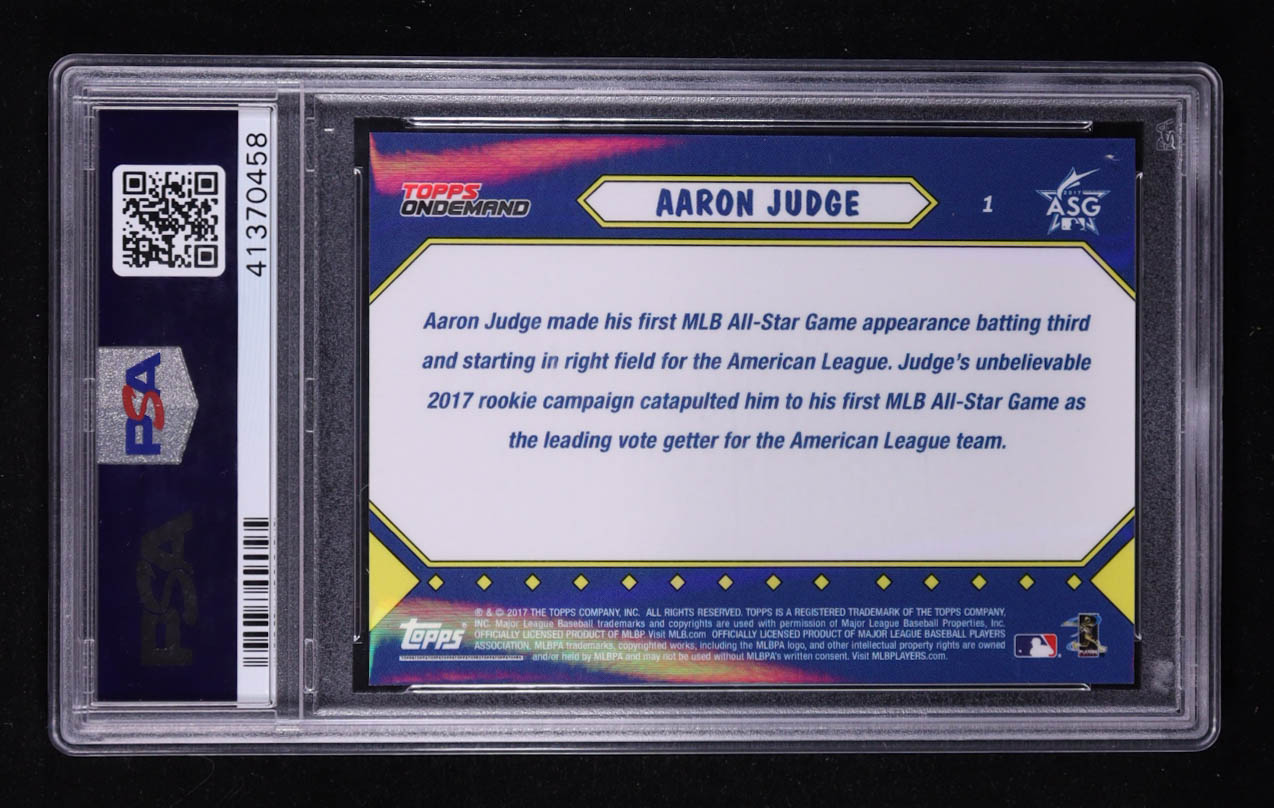 41370458
PSA
PSA
TOPPS
ONDEMAND
AARON JUDGE
1
2017
ASG
Aaron Judge made his first MLB All-Star Game appearance batting third
and starting in right field for the American League. Judge's unbelievable
2017 rookie campaign catapulted him to his first MLB All-Star Game as
the leading vote getter for the American League team.
topps
® & © 2017 THE TOPPS COMPANY, INC. ALL RIGHTS RESERVED. TOPPS IS A REGISTERED TRADEMARK OF THE TOPPS COMPANY,
INC. Major League Baseball trademarks and copyrights are used with permission of Major League Baseball Properties, Inc.
OFFICIALLY LICENSED PRODUCT OF MLBP Visit MLB.com OFFICIALLY LICENSED PRODUCT OF MAJOR LEAGUE BASEBALL PLAYERS
ASSOCIATION. MLBPA trademarks, copyrighted works, including the MLBPA logo, and other intellectual property rights are owned
and/or held by MLBPA and may not be used without MLBPA's written consent. Visit MLBPLAYERS.com.